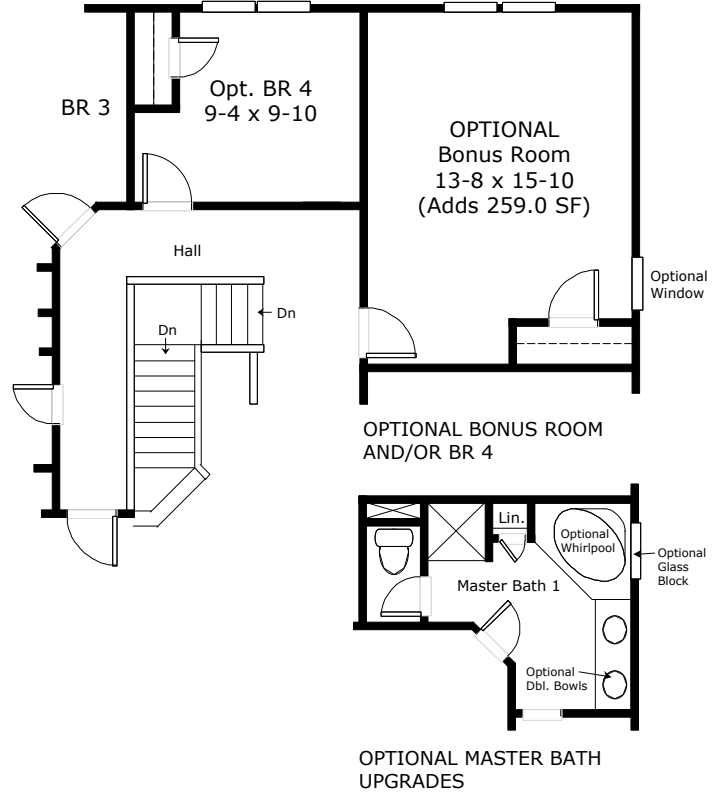 BR 3
Opt. BR 4
9-4 x 9-10
OPTIONAL
Bonus Room
13-8 x 15-10
(Adds 259.0 SF)
Hall
Optional
Window
Dn
Dn
OPTIONAL BONUS ROOM
AND/OR BR 4
Lin.
Optional
Whirlpool
Optional
Glass
Block
Master Bath 1
Optional
Dbl. Bowls
OPTIONAL MASTER BATH
UPGRADES